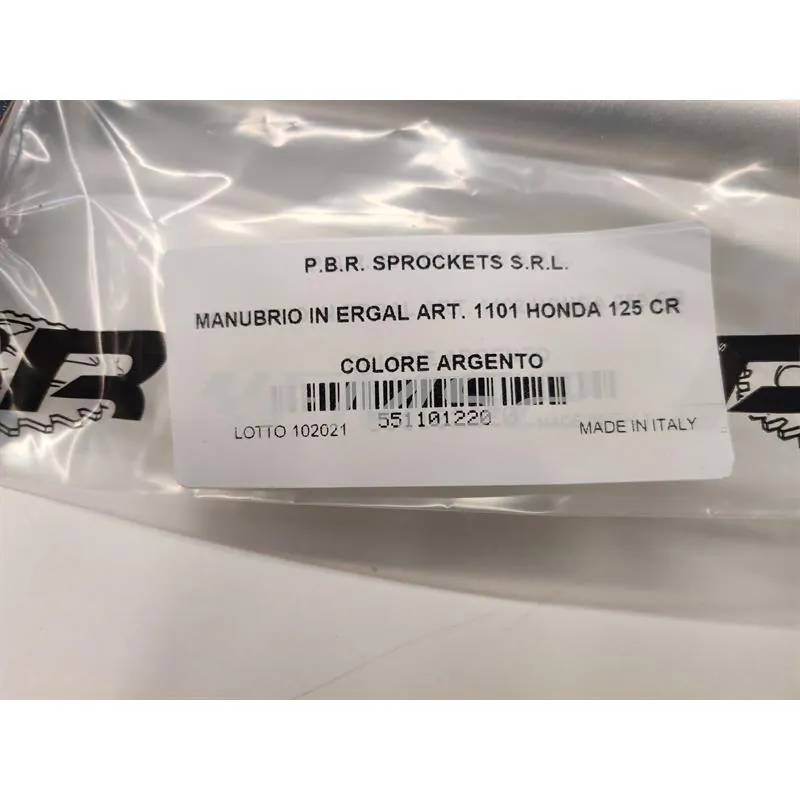 P.B.R. SPROCKETS S.R.L.
MANUBRIO IN ERGAL ART. 1101 HONDA 125 CR
COLORE ARGENTO
551101220
LOTTO 102021
MADE IN ITALY